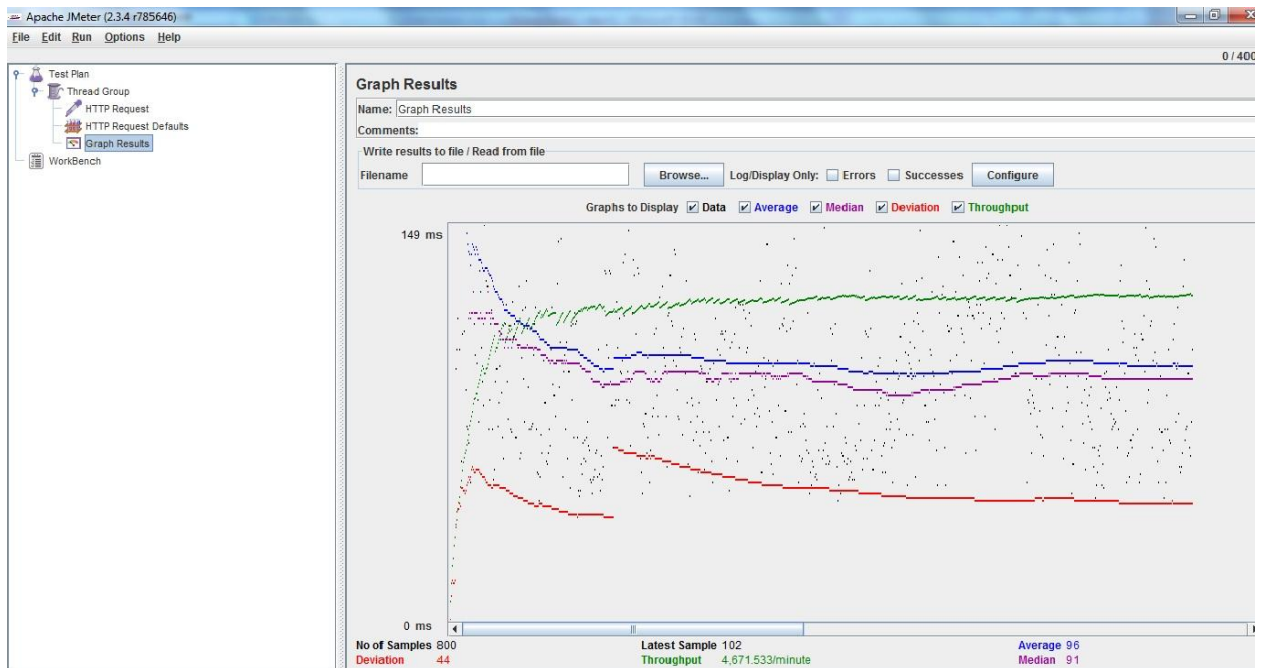 Apache JMeter (2.3.4 r785646)
File Edit Run Options Help
0 / 400
Test Plan
Thread Group
HTTP Request
HTTP Request Defaults
Graph Results
WorkBench
Graph Results
Name: Graph Results
Comments:
Write results to file / Read from file
Filename Browse... Log/Display Only: Errors Successes Configure
Graphs to Display Data Average Median Deviation Throughput
149 ms
0 ms
No of Samples 800 Latest Sample 102 Average 96
Deviation 44 Throughput 4,671.533/minute Median 91